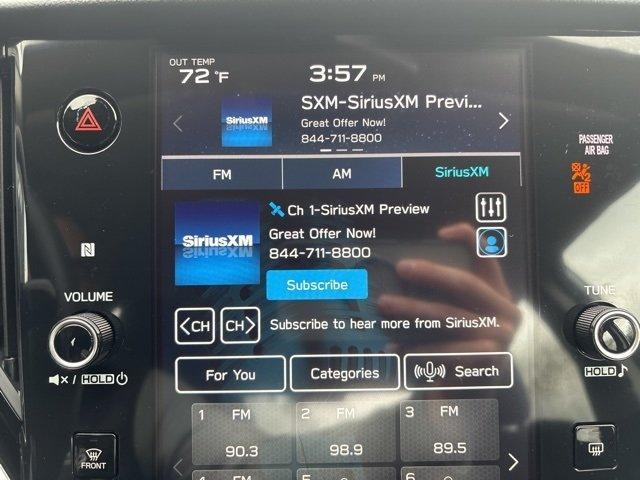 OUT TEMP
72 °F
3:57 PM
SXM-SiriusXM Previ...
SiriusXM
Great Offer Now!
844-711-8800
PASSENGER
AIR BAG
OFF
FM AM SiriusXM
Ch 1-SiriusXM Preview
SiriusXM
Great Offer Now!
844-711-8800
N
Subscribe
VOLUME
TUNE
<CH CH> Subscribe to hear more from SiriusXM.
/ HOLD
HOLD
For You Categories Search
1 FM 2 FM 3 FM
90.3 98.9 89.5
FRONT
4 5 6